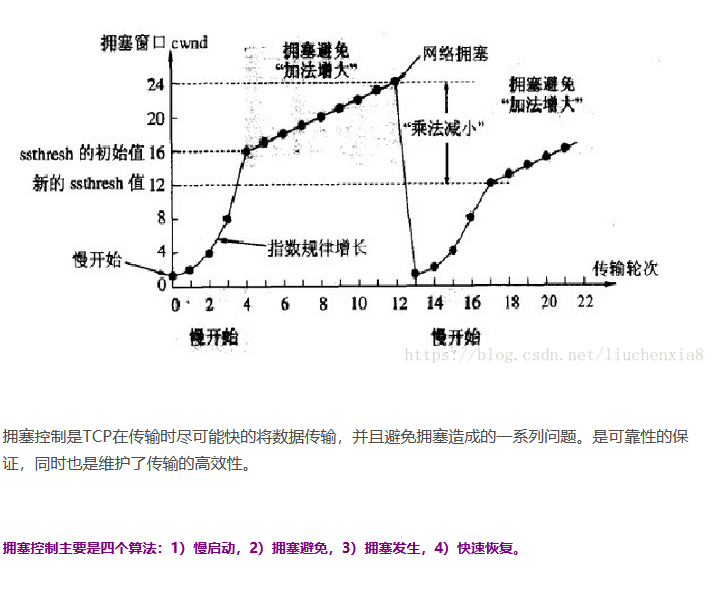 拥塞窗口 cwnd
拥塞避免
“加法增大”
网络拥塞
拥塞避免
“加法增大”
24
20
“乘法减小”
ssthresh 的初始值 16
新的 ssthresh 值 12
8
指数规律增长
4
慢开始
0
传输轮次
0 2 4 6 8 10 12 14 16 18 20 22
慢开始 慢开始
https://blog.csdn.net/liuchenxia8
拥塞控制是TCP在传输时尽可能快的将数据传输，并且避免拥塞造成的一系列问题。是可靠性的保
证，同时也是维护了传输的高效性。
拥塞控制主要是四个算法：1）慢启动，2）拥塞避免，3）拥塞发生，4）快速恢复。